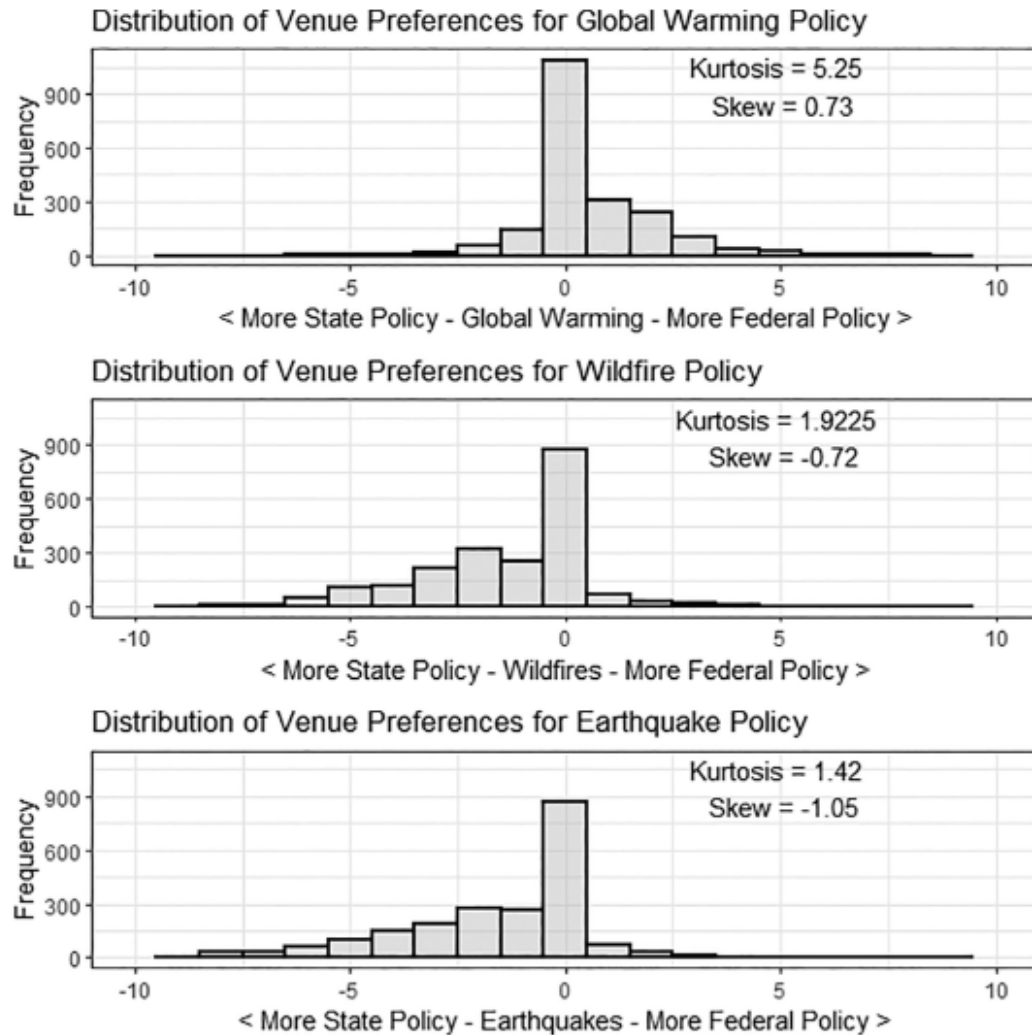 Distribution of Venue Preferences for Global Warming Policy
Kurtosis = 5.25
Skew = 0.73
Frequency
900
600
300
0
-10 -5 0 5 10
< More State Policy - Global Warming - More Federal Policy >
Distribution of Venue Preferences for Wildfire Policy
Kurtosis = 1.9225
Skew = -0.72
Frequency
900
600
300
0
-10 -5 0 5 10
< More State Policy - Wildfires - More Federal Policy >
Distribution of Venue Preferences for Earthquake Policy
Kurtosis = 1.42
Skew = -1.05
Frequency
900
600
300
0
-10 -5 0 5 10
< More State Policy - Earthquakes - More Federal Policy >